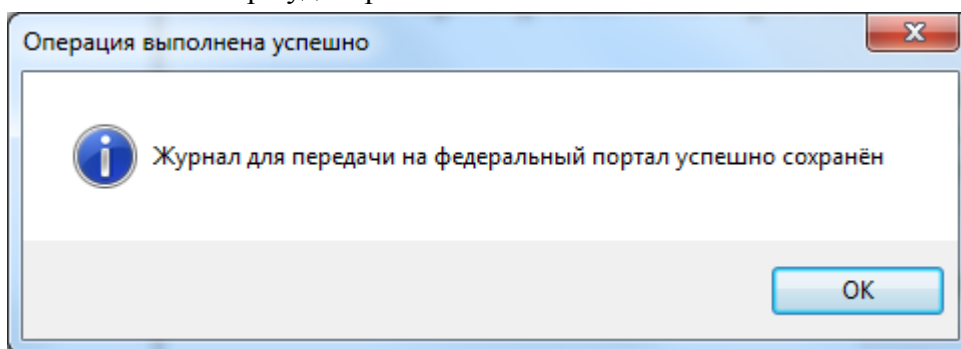 Операция выполнена успешно
Журнал для передачи на федеральный портал успешно сохранён
OK